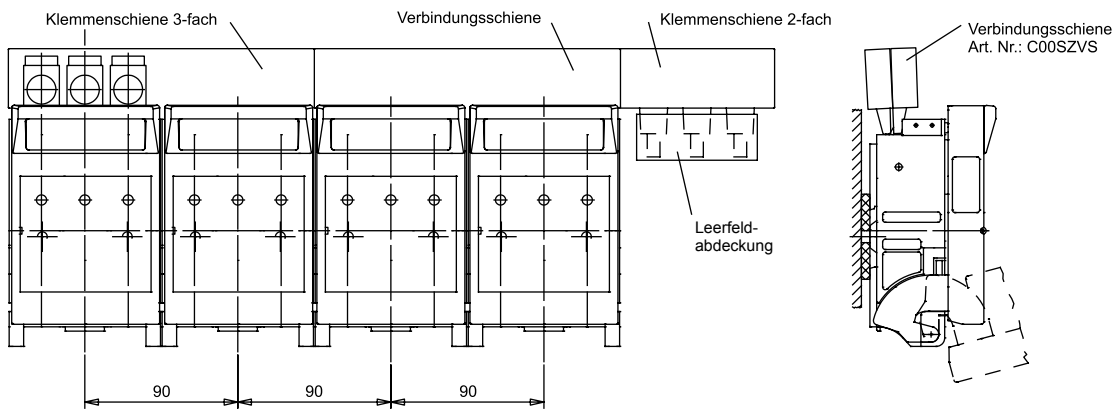 Klemmenschiene 3-fach
Verbindungsschiene
Klemmenschiene 2-fach
Verbindungsschiene
Art. Nr.: C00SZVS
Leerfeld-
abdeckung
90
90
90